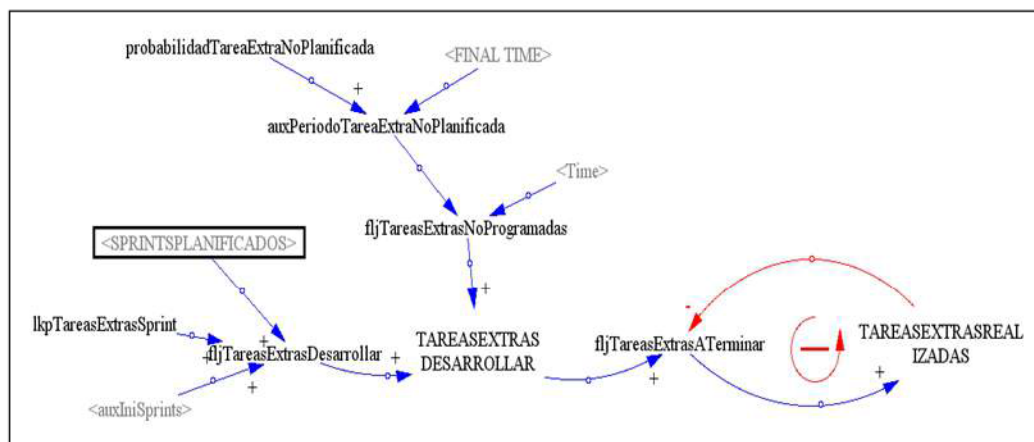 probabilidadTareaExtraNoPlanificada
<FINAL TIME>
+
auxPeriodoTareaExtraNoPlanificada
<Time>
fljTareasExtrasNoProgramadas
<SPRINTSPLANIFICADOS>
+
-
lkpTareasExtrasSprint
+
+
fljTareasExtrasDesarrollar
+
TAREASEXTRAS
DESARROLLAR
fljTareasExtrasATerminar
TAREASEXTRASREAL
IZADAS
+
+
+
<auxIniSprints>